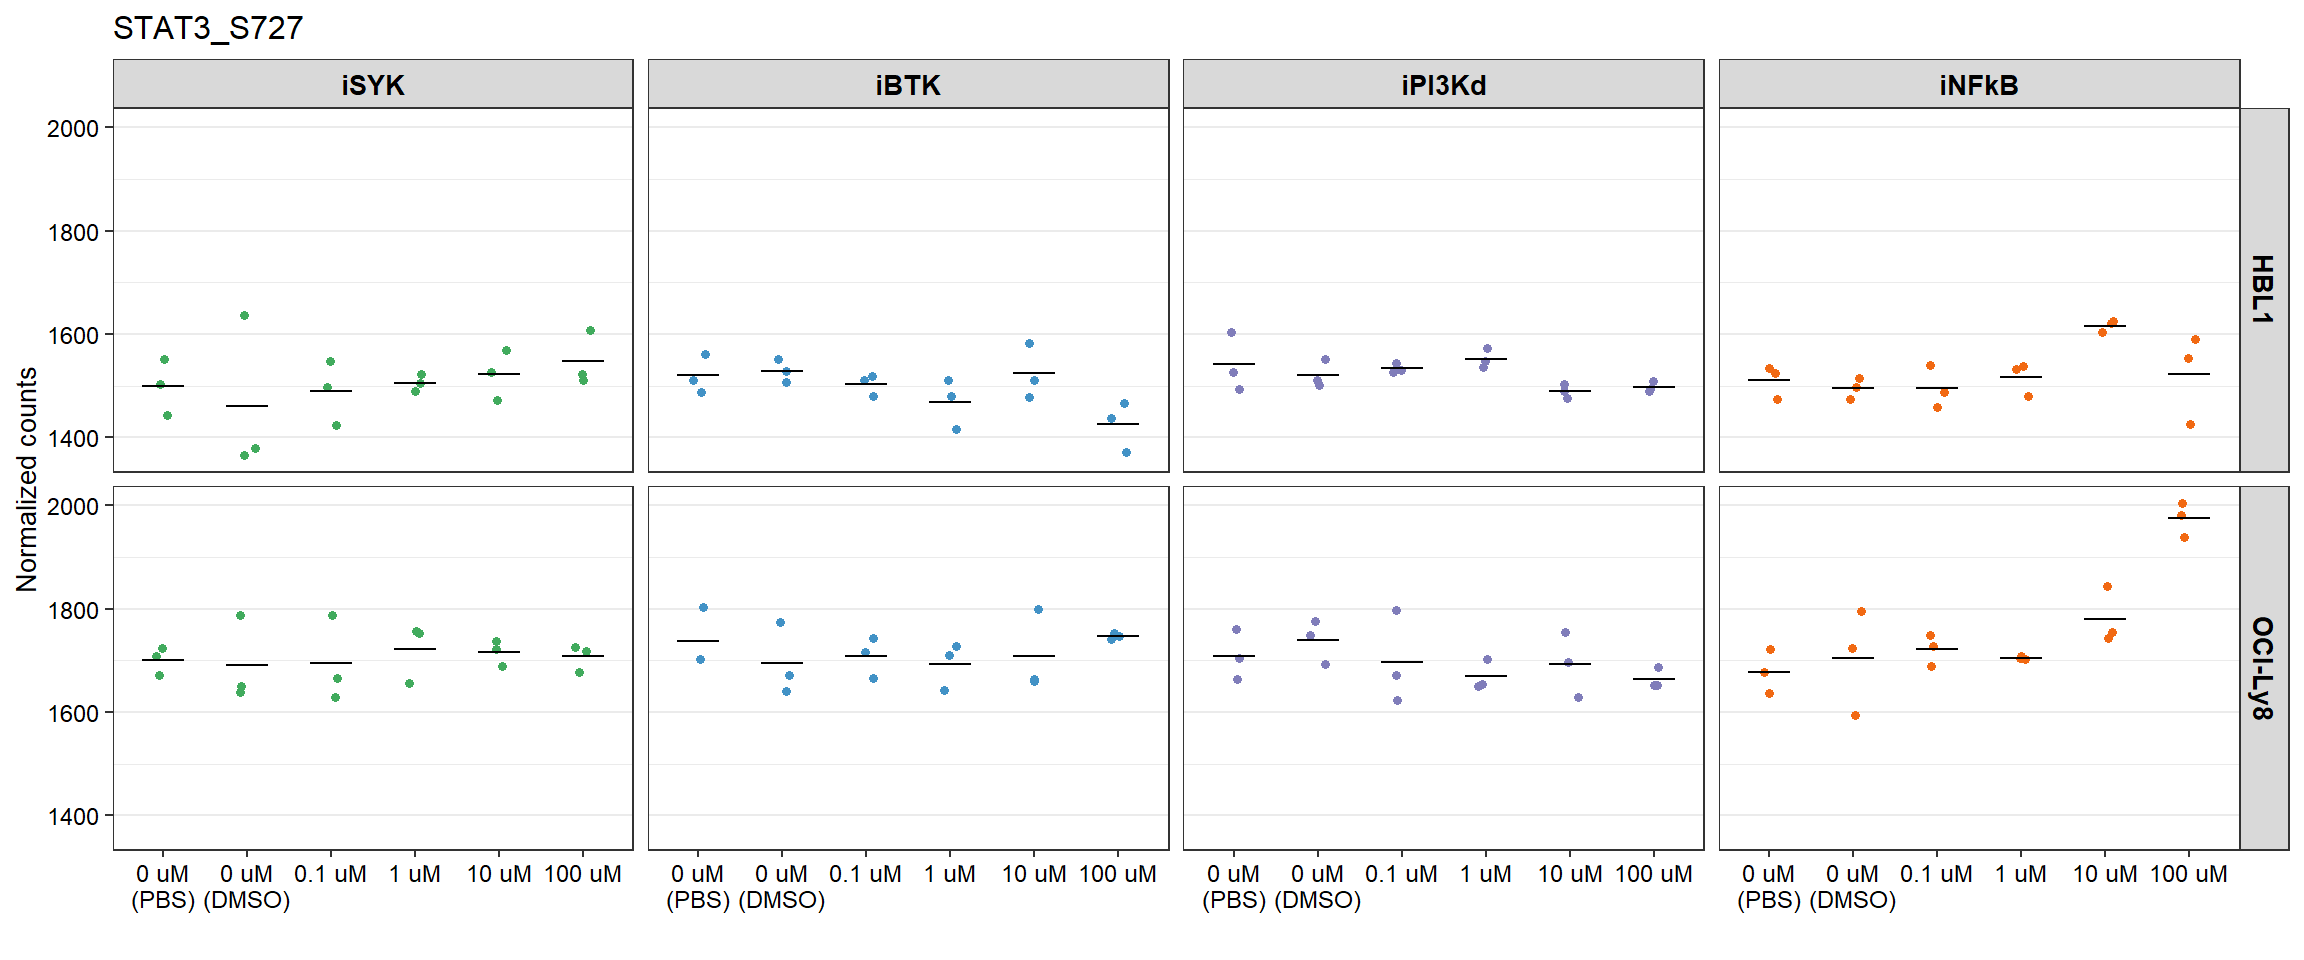 STAT3_S727
iSYK
iBTK
iPI3Kd
iNFkB
HBL1
OCI-Ly8
Normalized counts
2000
1800
1600
1400
2000
1800
1600
1400
0 uM 0 uM 0.1 uM 1 uM 10 uM 100 uM
(PBS) (DMSO)
0 uM 0 uM 0.1 uM 1 uM 10 uM 100 uM
(PBS) (DMSO)
0 uM 0 uM 0.1 uM 1 uM 10 uM 100 uM
(PBS) (DMSO)
0 uM 0 uM 0.1 uM 1 uM 10 uM 100 uM
(PBS) (DMSO)